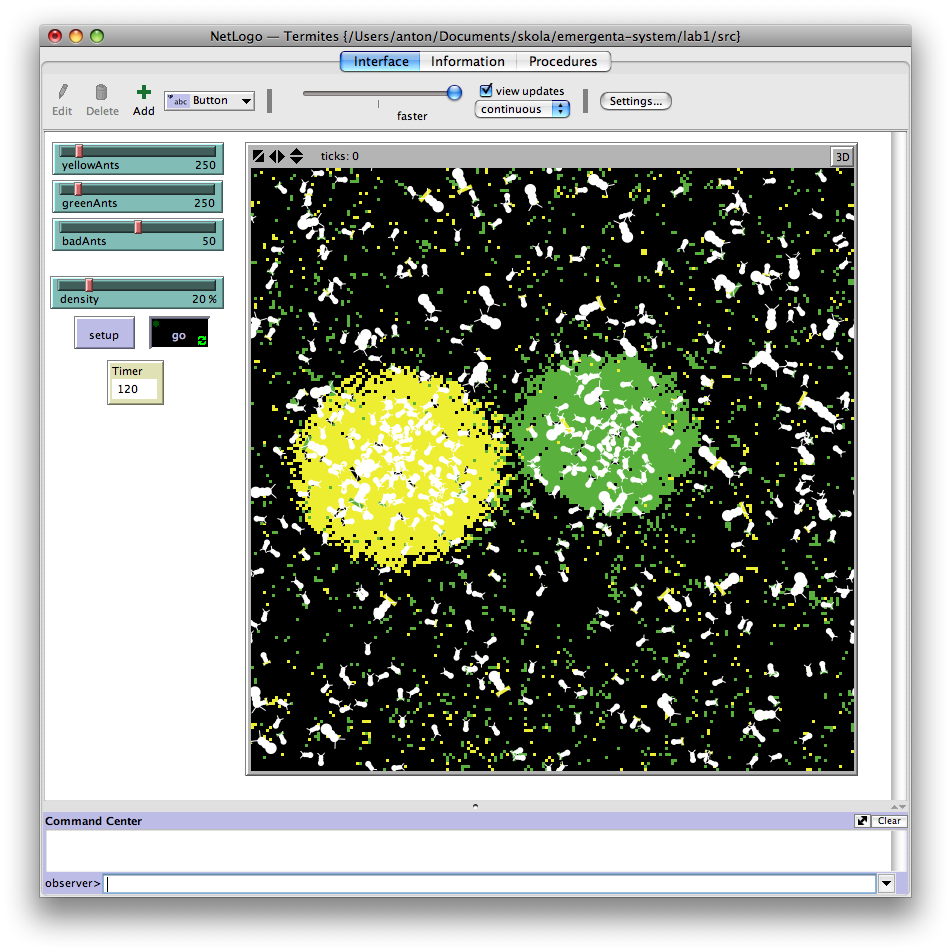 NetLogo — Termites {/Users/anton/Documents/skola/emergenta-system/lab1/src}
Interface Information Procedures
Edit Delete Add abc Button faster view updates
continuous Settings...
yellowAnts 250
greenAnts 250
badAnts 50
density 20 %
setup go
Timer
120
ticks: 0 3D
Command Center Clear
observer>